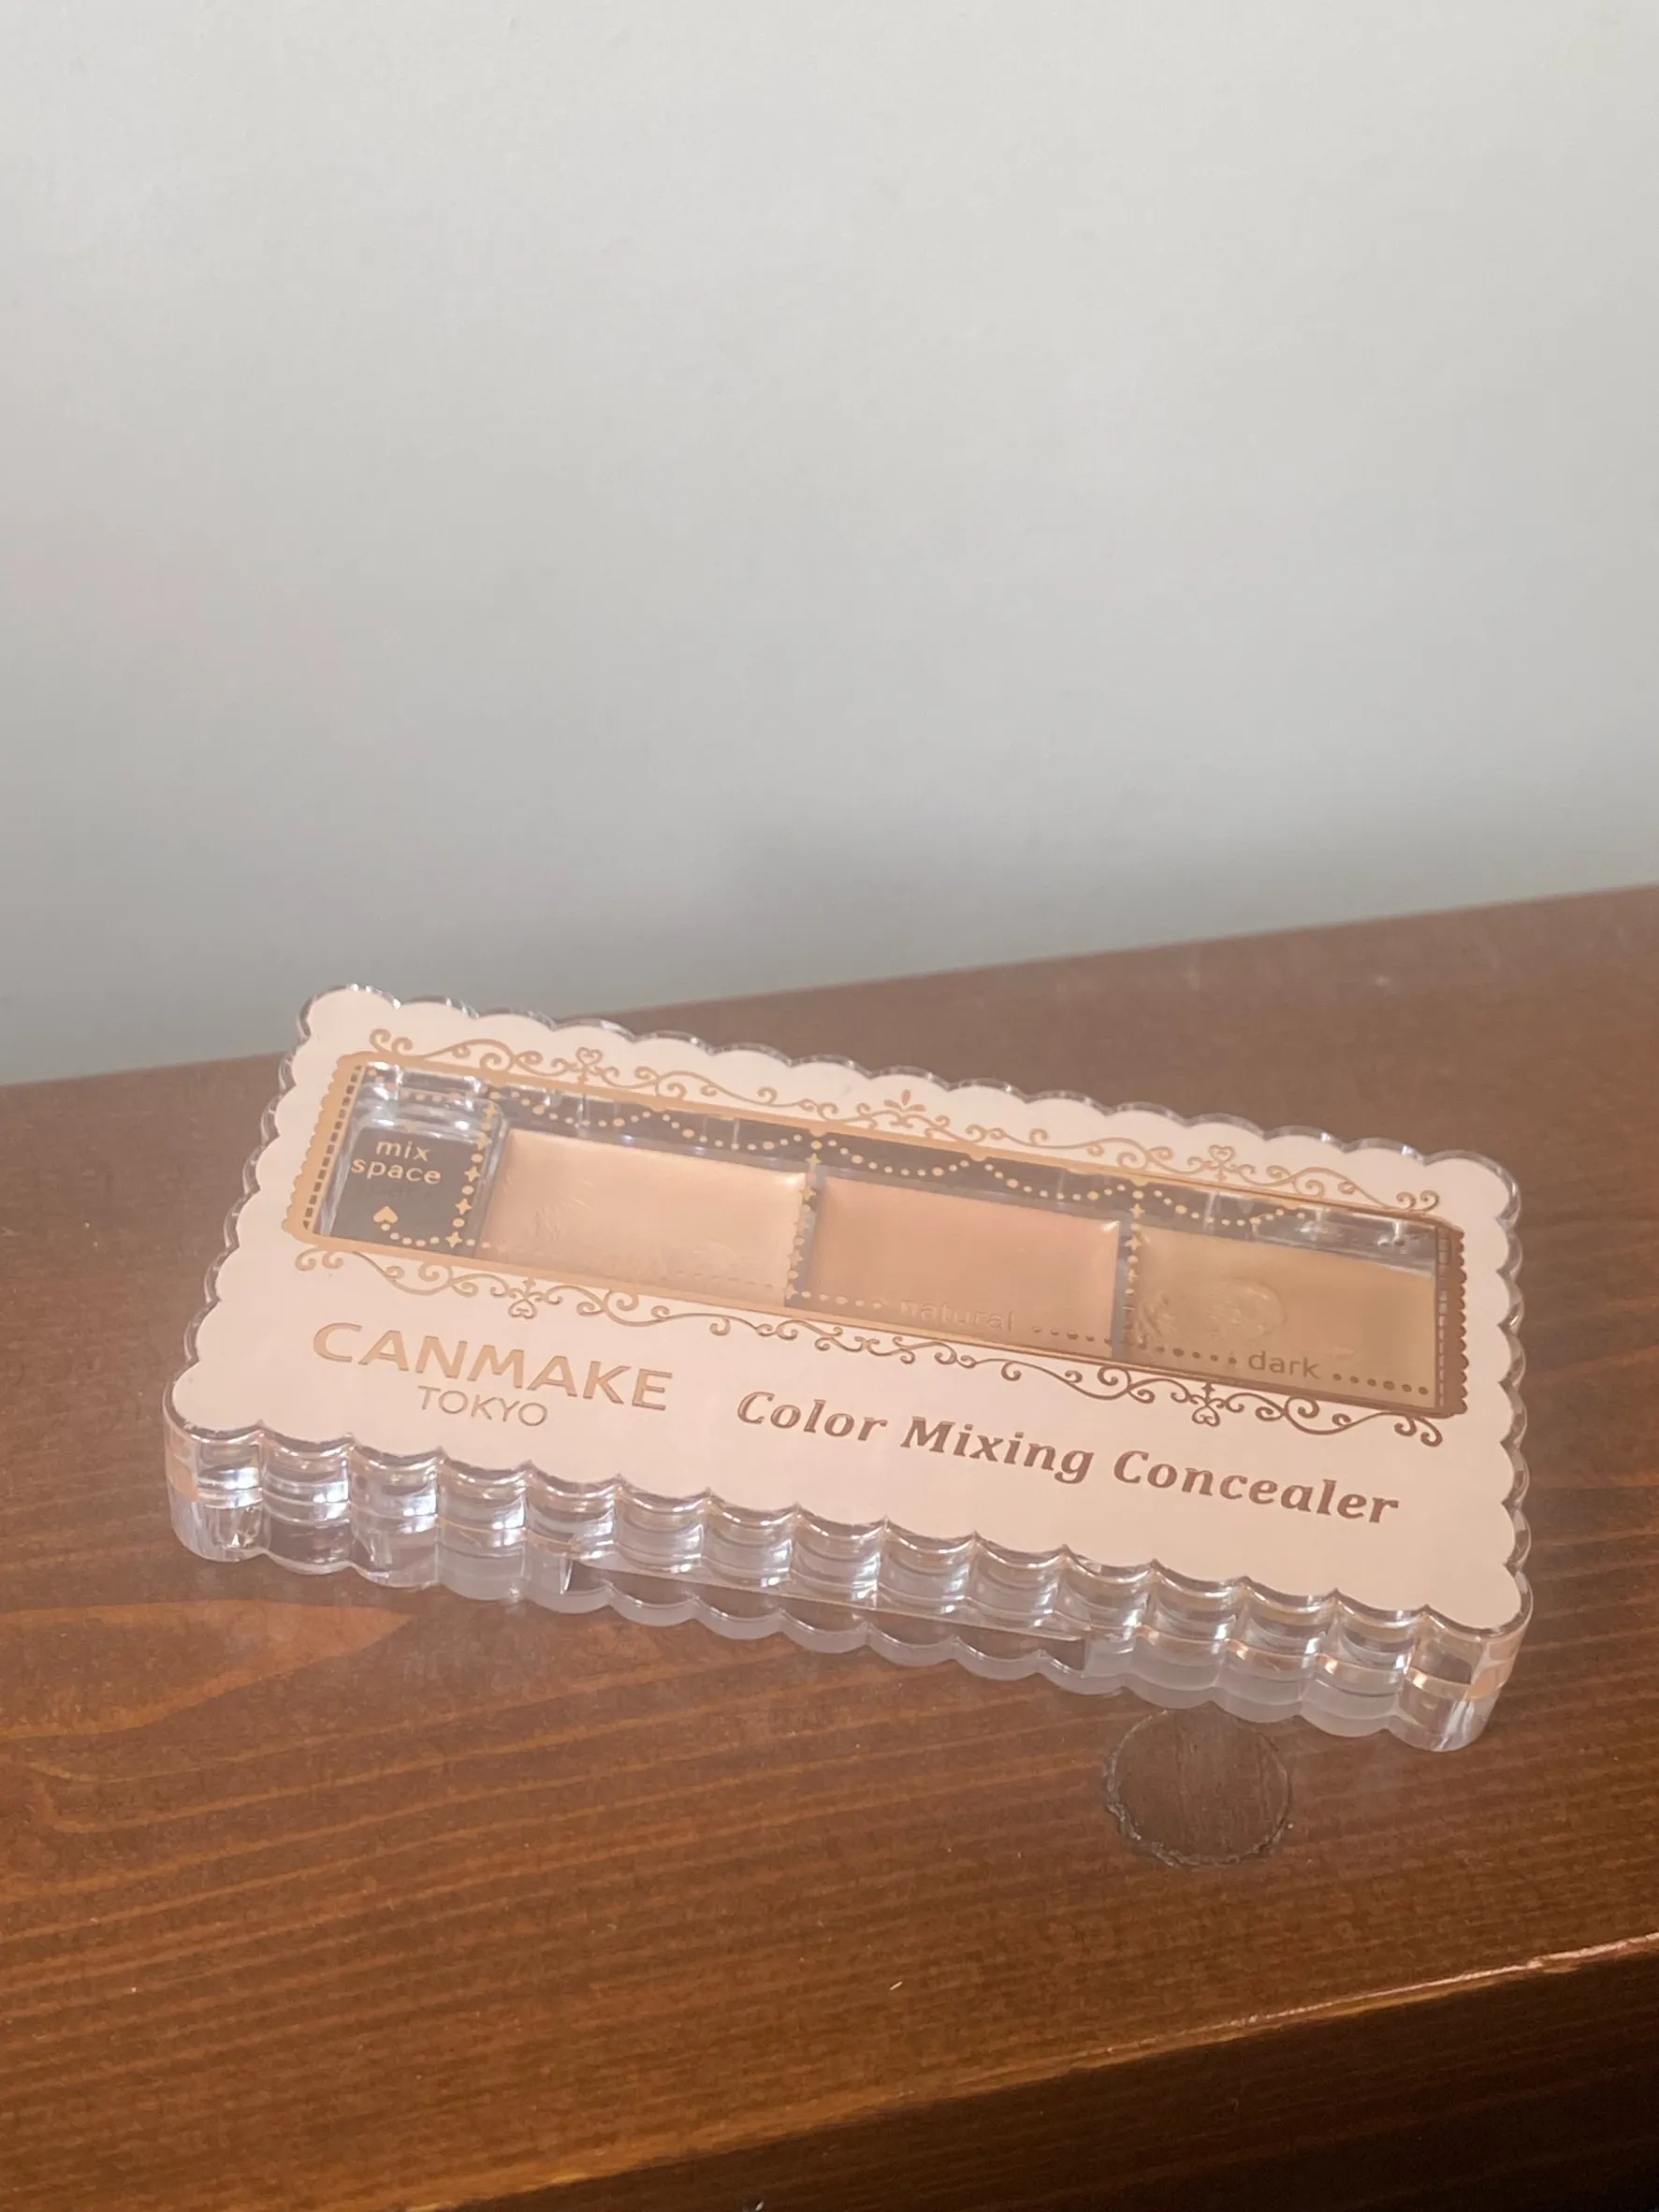 mix
space
natural
dark
CANMAKE
TOKYO
Color Mixing Concealer